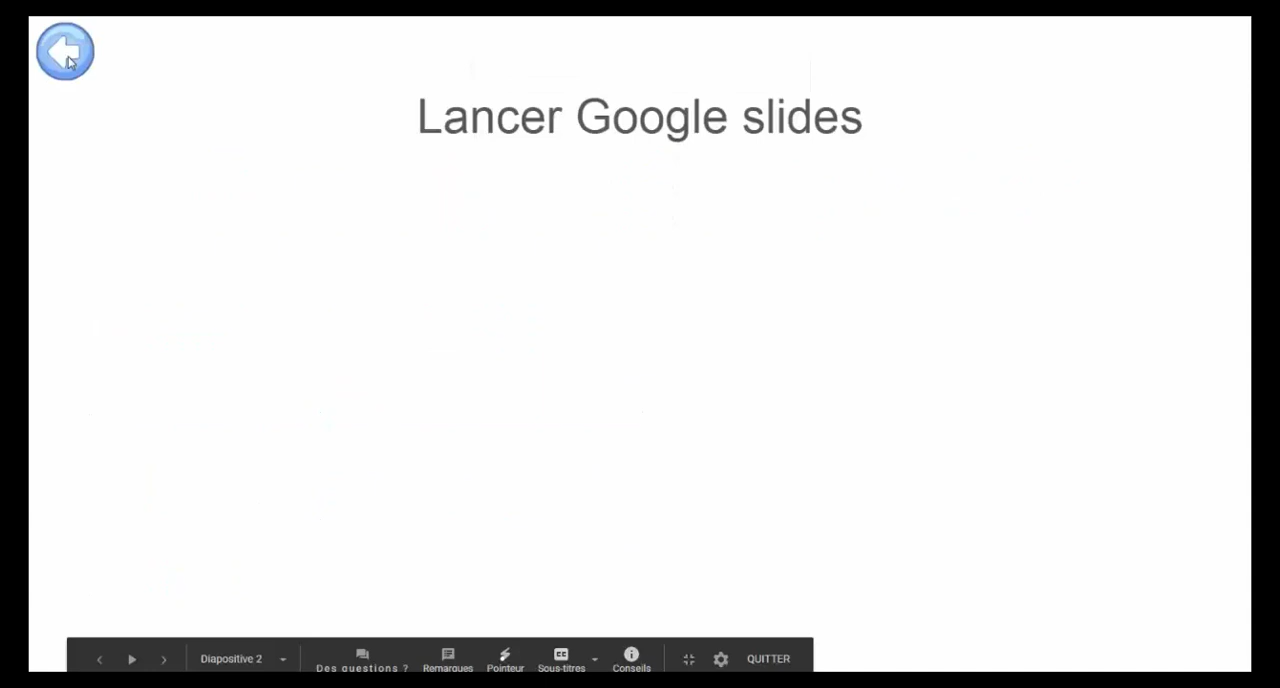 Lancer Google slides
Diapositive 2
Des questions ?
Remarques
Pointeur
Sous-titres
Conseils
QUITTER